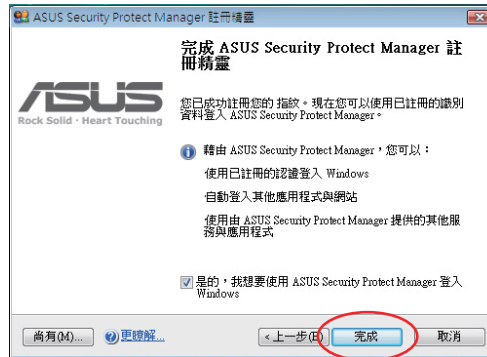 ASUS Security Protect Manager 註冊精靈
完成 ASUS Security Protect Manager 註
冊精靈
ASUS
Rock Solid · Heart Touching
您已成功註冊您的 指紋。現在您可以使用已註冊的識別
資料登入 ASUS Security Protect Manager。
藉由 ASUS Security Protect Manager，您可以：
使用已註冊的認證登入 Windows
自動登入其他應用程式與網站
使用由 ASUS Security Protect Manager 提供的其他服
務與應用程式
是的，我想要使用 ASUS Security Protect Manager 登入
Windows
尚有(M)... 更瞭解... <上一步(B) 完成 取消